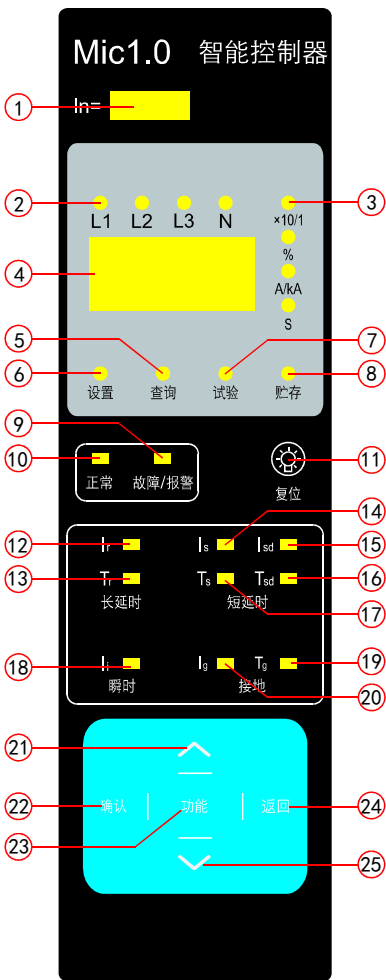 Mic1.0 智能控制器
1
In=
2
3
L1 L2 L3 N
×10/1
4
%
A/kA
S
5
6
7
8
设置 查询 试验 贮存
9
10
正常 故障/报警
11
复位
12
Ir
Is
14
Isd
15
13
Tr
Ts
Tsd
16
长延时
短延时
17
18
Ii
Ig
Tg
19
瞬时
接地
20
21
22
确认 功能 返回
24
23
25